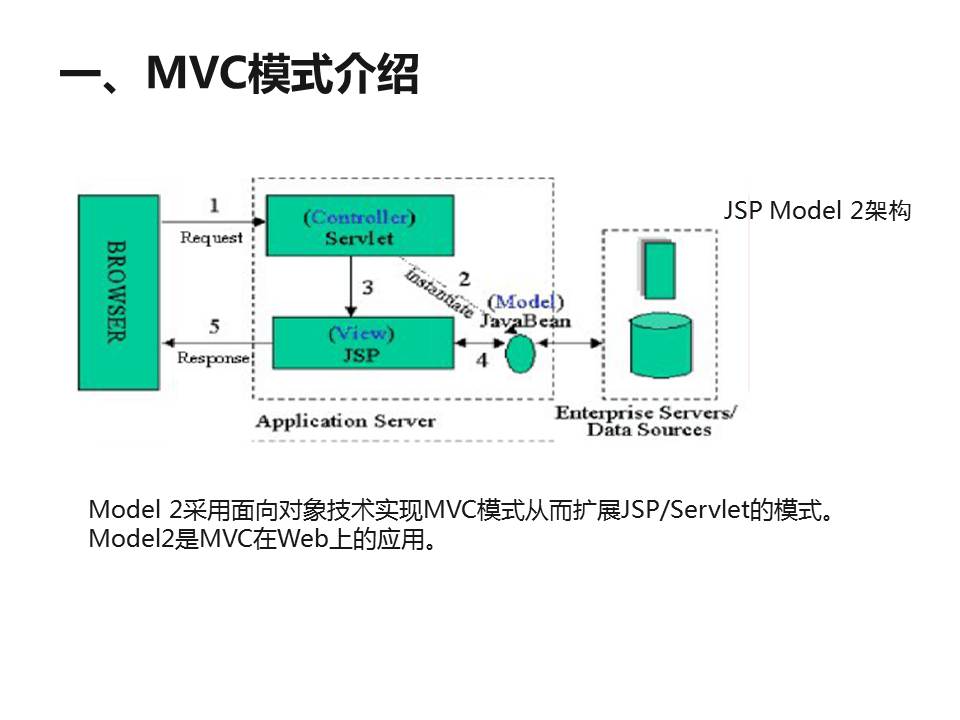 一、MVC模式介绍
JSP Model 2架构
BROWSER
1
Request
(Controller)
Servlet
2
Instantiate
3
(Model)
JavaBean
(View)
JSP
4
5
Response
Application Server
Enterprise Servers/
Data Sources
Model 2采用面向对象技术实现MVC模式从而扩展JSP/Servlet的模式。
Model2是MVC在Web上的应用。